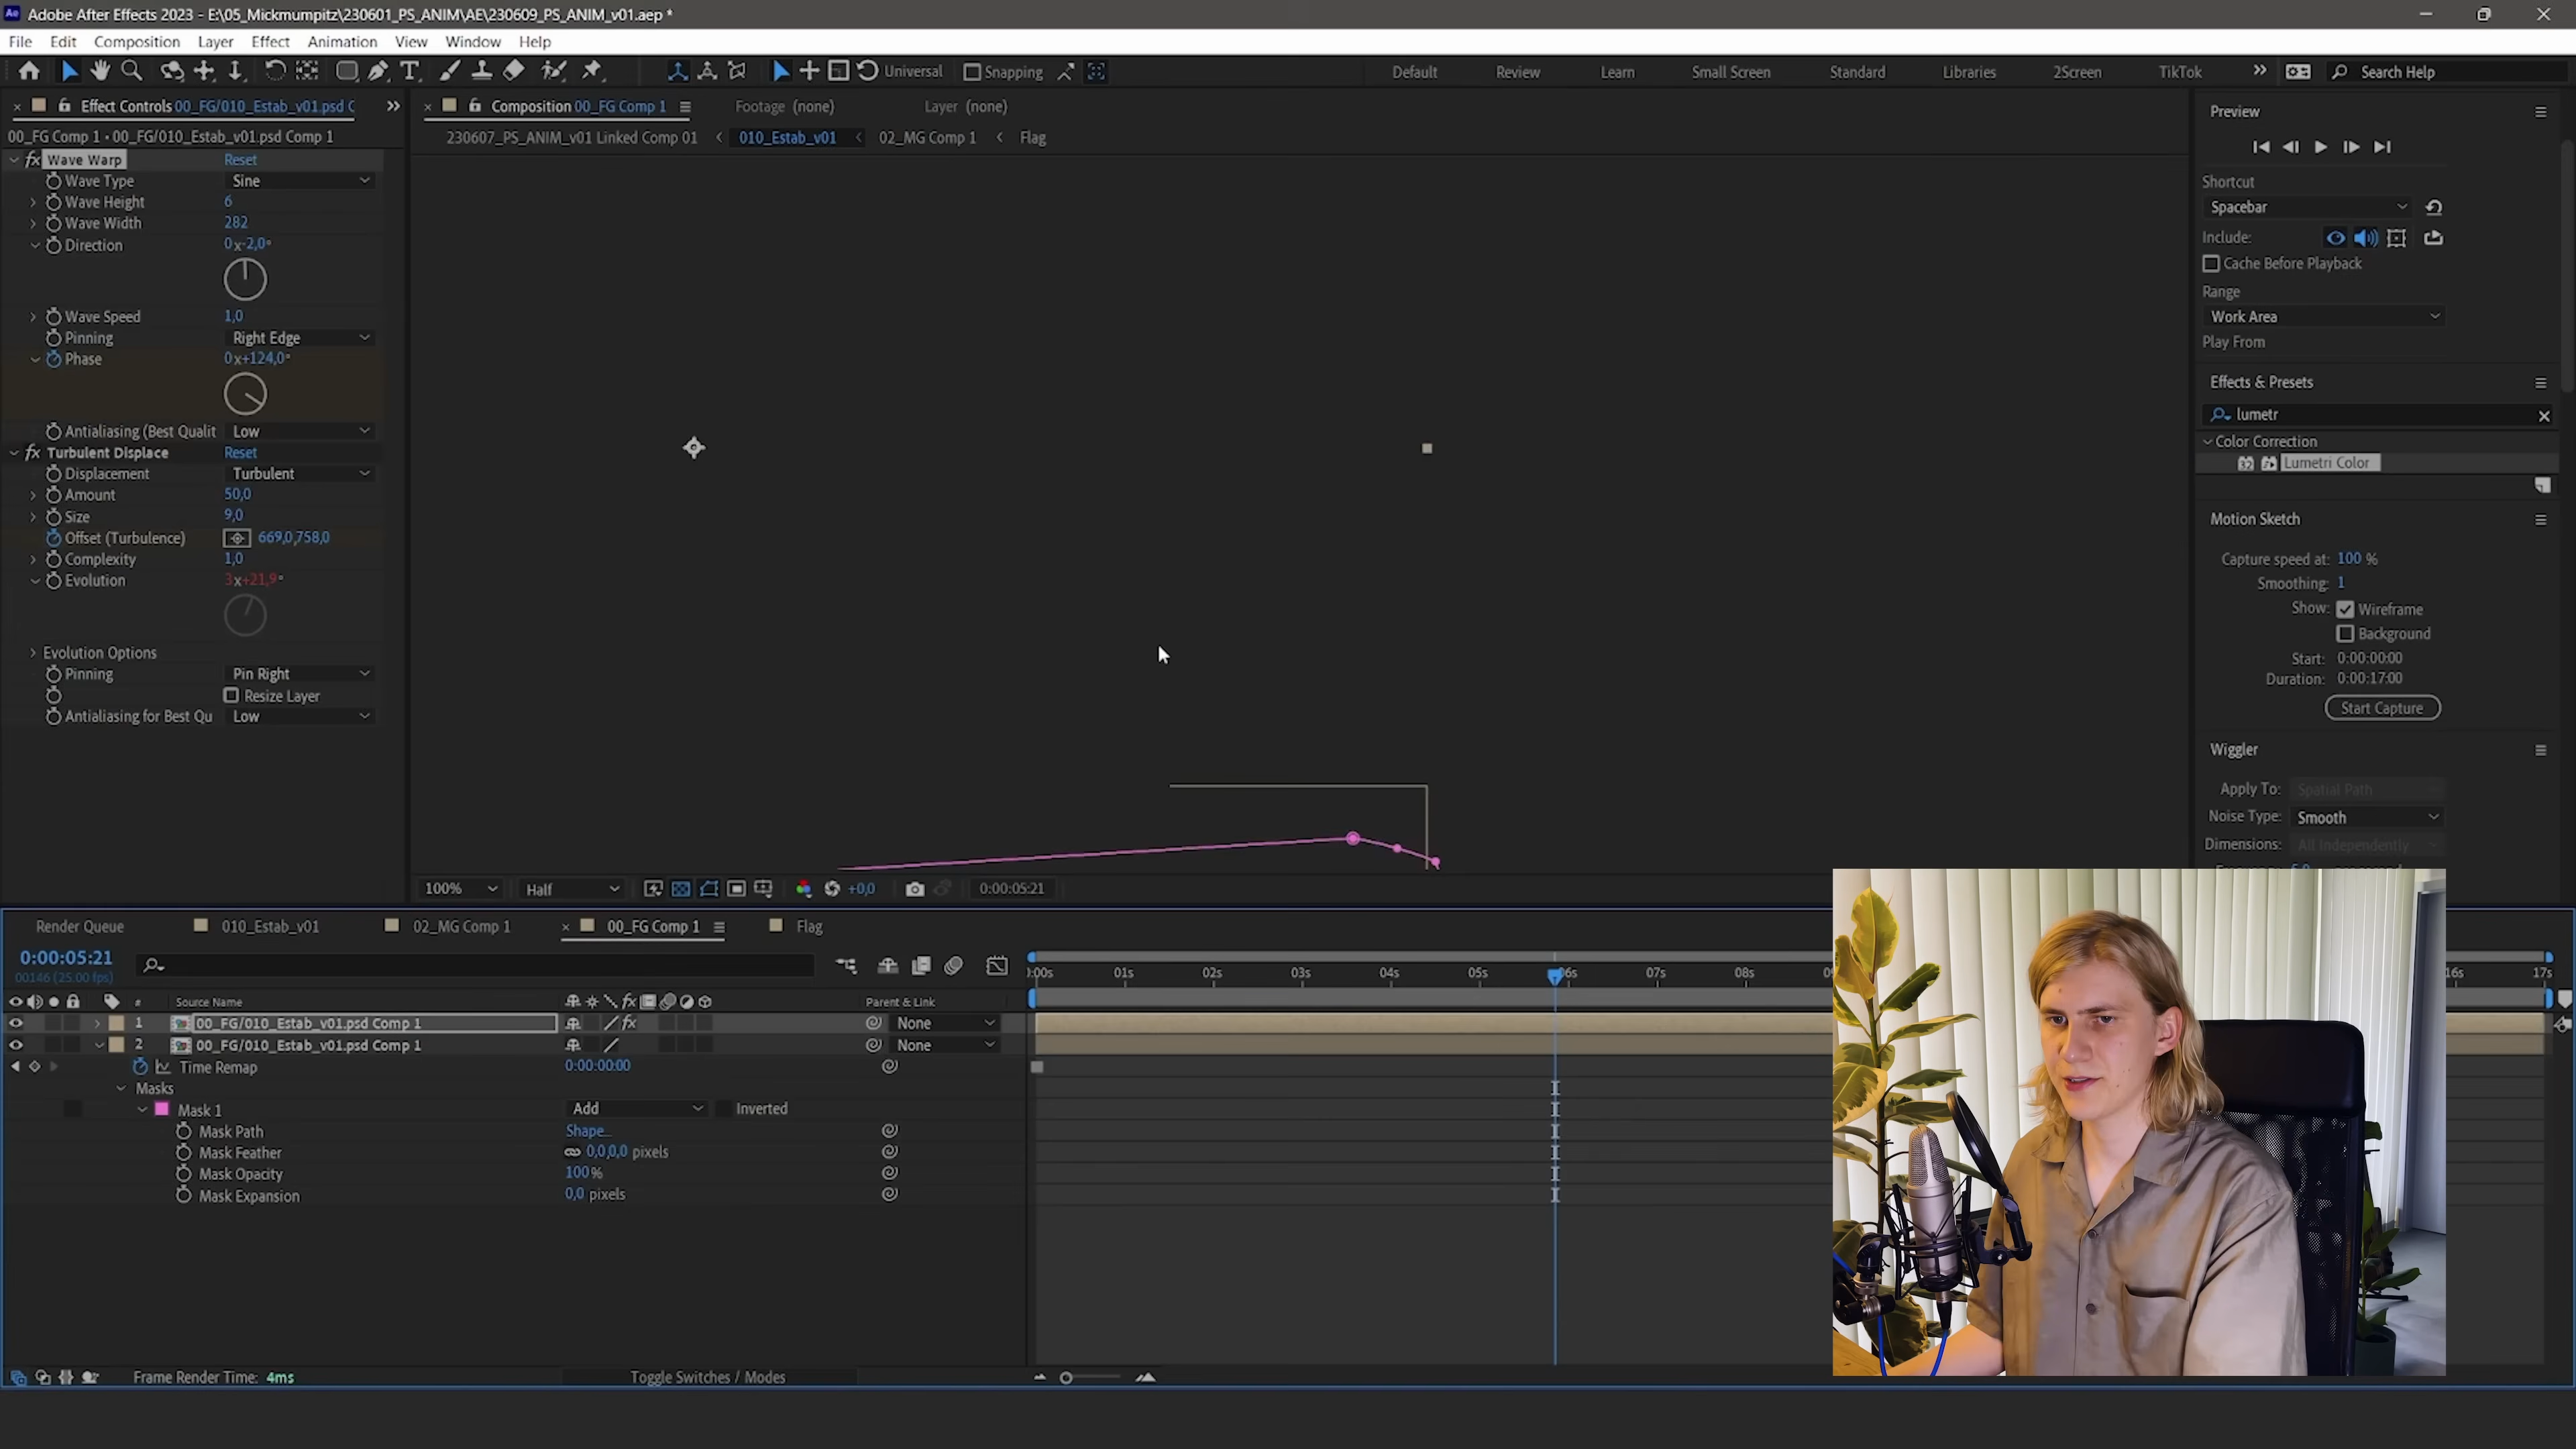 Adobe After Effects 2023 - E:\05_Mickmumpitz\230601_PS_ANIM\AE\230609_PS_ANIM_v01.aep *
File Edit Composition Layer Effect Animation View Window Help
Universal Snapping Default Review Learn Small Screen Standard Libraries 2Screen TikTok Search Help
Effect Controls 00_FG/010_Estab_v01.psd C
00_FG Comp 1 • 00_FG/010_Estab_v01.psd Comp 1
fx Wave Warp Reset
Wave Type Sine
Wave Height 6
Wave Width 282
Direction 0x-2,0°
Wave Speed 1,0
Pinning Right Edge
Phase 0x+124,0°
Antialiasing (Best Qualit Low
fx Turbulent Displace Reset
Displacement Turbulent
Amount 50,0
Size 9,0
Offset (Turbulence) 669,0,758,0
Complexity 1,0
Evolution 3x+21,9°
Evolution Options
Pinning Pin Right
Resize Layer
Antialiasing for Best Qu Low
Composition 00_FG Comp 1 Footage (none) Layer (none)
230607_PS_ANIM_v01 Linked Comp 01 010_Estab_v01 02_MG Comp 1 Flag
100% Half +0,0 0:00:05:21
Preview
Shortcut
Spacebar
Include:
Cache Before Playback
Range
Work Area
Play From
Effects & Presets
lumetr
Color Correction
Lumetri Color
Motion Sketch
Capture speed at: 100 %
Smoothing: 1
Show: Wireframe
Background
Start: 0:00:00:00
Duration: 0:00:17:00
Start Capture
Wiggler
Apply To: Spatial Path
Noise Type: Smooth
Dimensions: All Independently
Render Queue 010_Estab_v01 02_MG Comp 1 00_FG Comp 1 Flag
0:00:05:21
00146 (25.00 fps)
):00s 01s 02s 03s 04s 05s 06s 07s 08s 16s 17s
# Source Name Parent & Link
1 00_FG/010_Estab_v01.psd Comp 1 fx None
2 00_FG/010_Estab_v01.psd Comp 1 None
Time Remap 0:00:00:00
Masks
Mask 1 Add Inverted
Mask Path Shape...
Mask Feather 0,0,0,0 pixels
Mask Opacity 100%
Mask Expansion 0,0 pixels
Frame Render Time: 4ms Toggle Switches / Modes